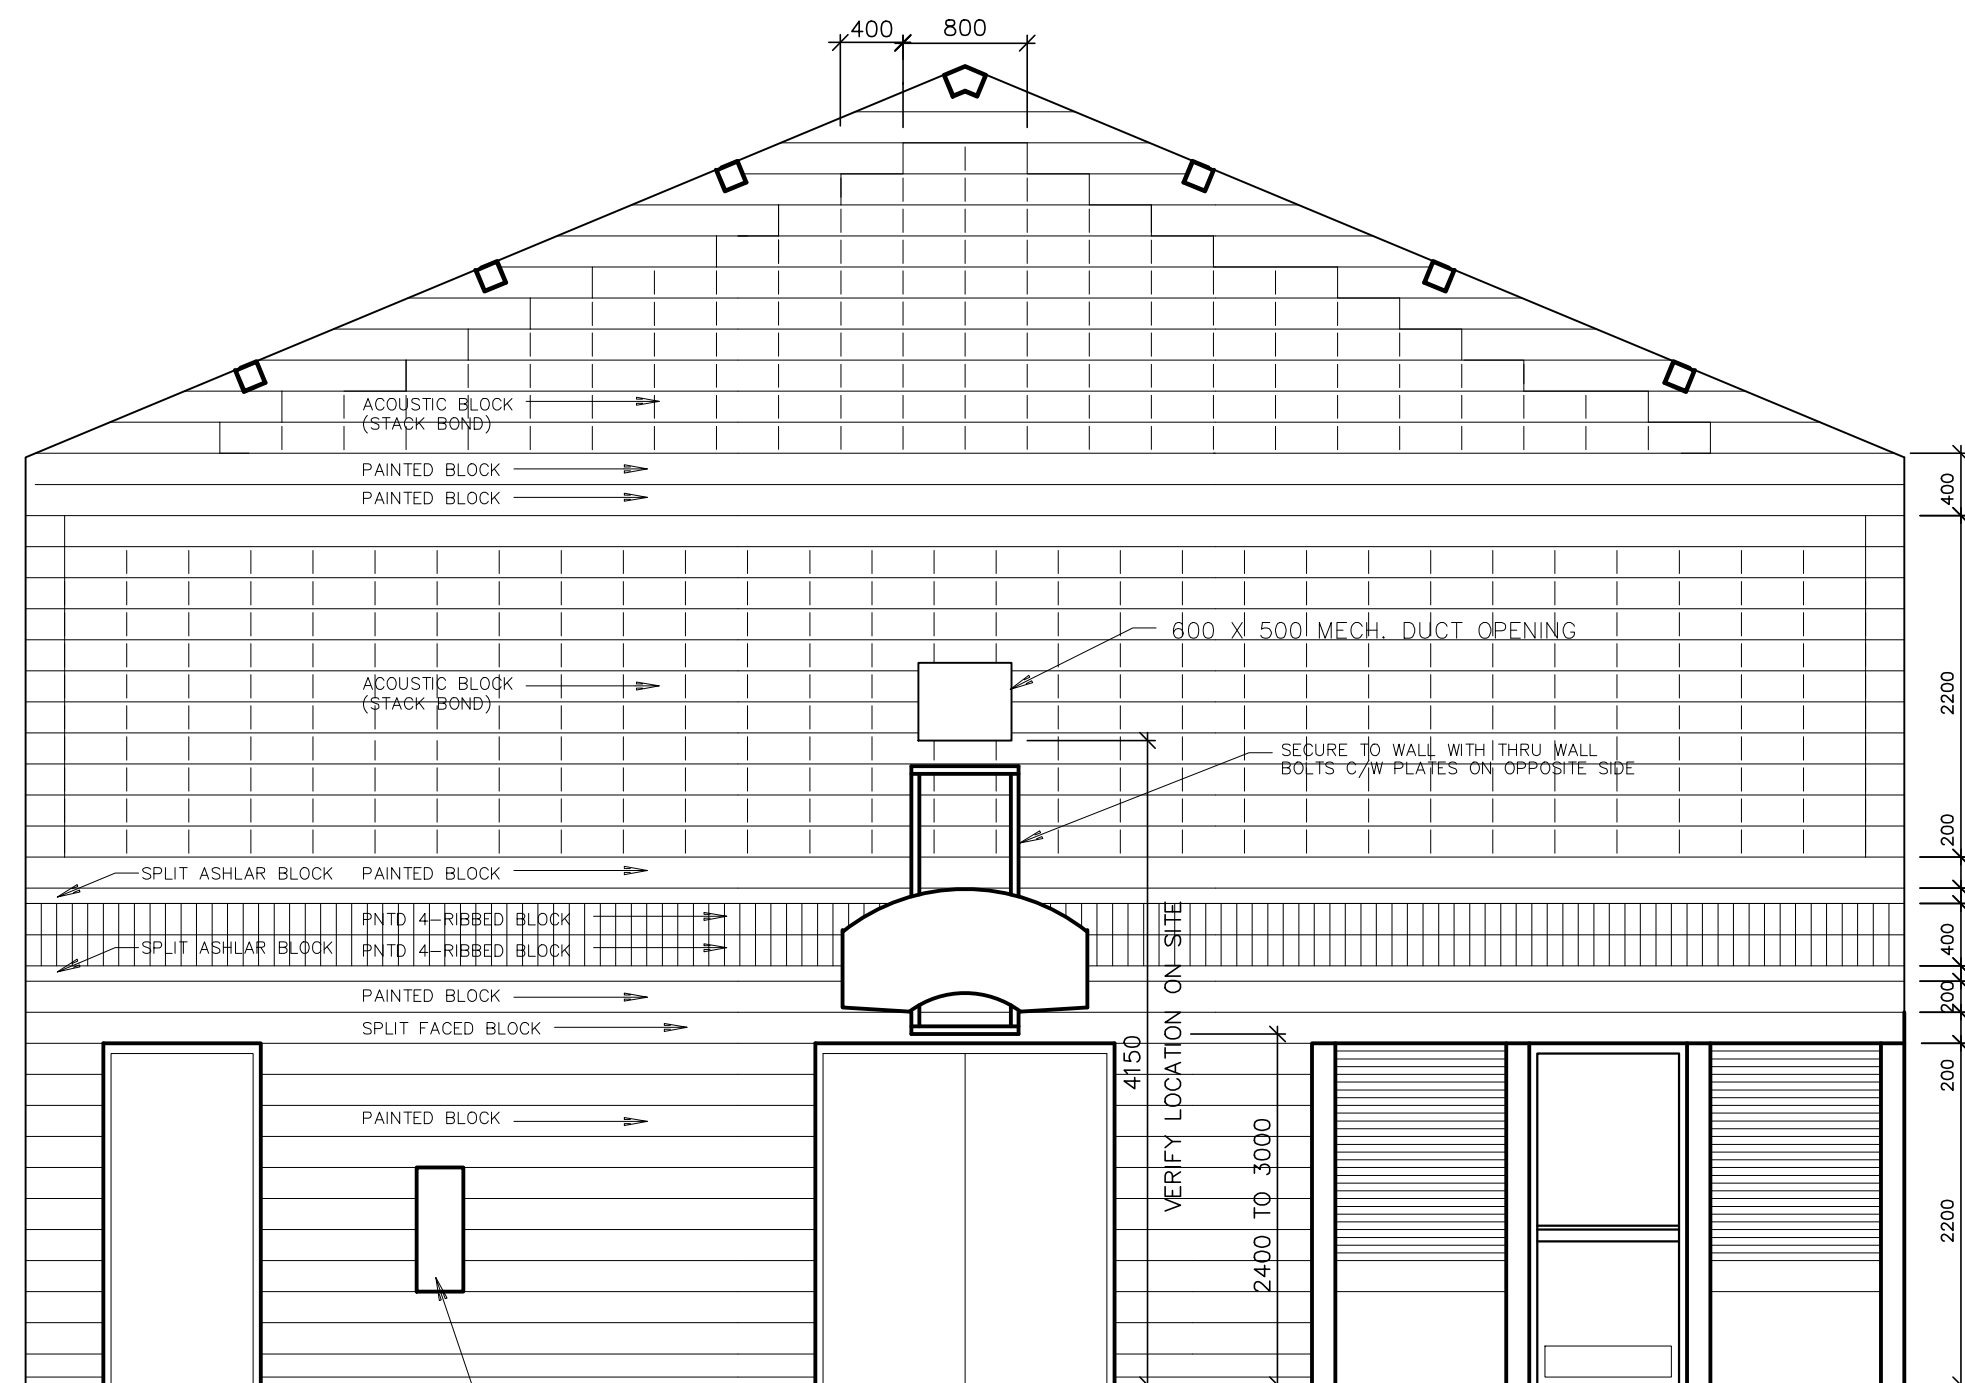 400
800
ACOUSTIC BLOCK
(STACK BOND)
PAINTED BLOCK
PAINTED BLOCK
400
600 X 500 MECH. DUCT OPENING
ACOUSTIC BLOCK
(STACK BOND)
2200
SECURE TO WALL WITH THRU WALL
BOLTS C/W PLATES ON OPPOSITE SIDE
200
SPLIT ASHLAR BLOCK
PAINTED BLOCK
PNTD 4-RIBBED BLOCK
SPLIT ASHLAR BLOCK
PNTD 4-RIBBED BLOCK
400
PAINTED BLOCK
200
SPLIT FACED BLOCK
4150
VERIFY LOCATION ON SITE
200
PAINTED BLOCK
2400 TO 3000
2200